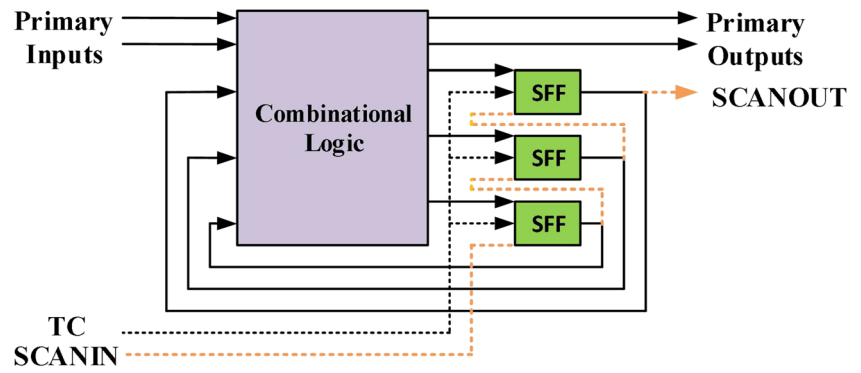 Primary
Inputs
Combinational
Logic
Primary
Outputs
SCANOUT
SFF
SFF
SFF
TC
SCANIN